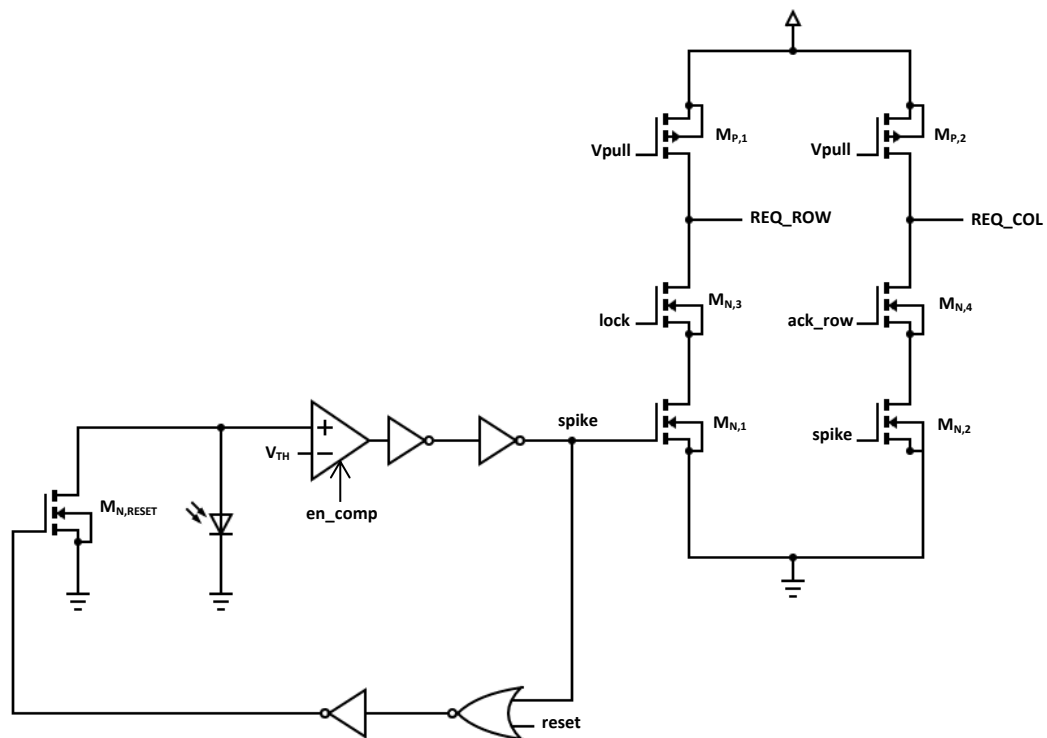 Vpull
M_P,1
Vpull
M_P,2
REQ_ROW
REQ_COL
lock
M_N,3
ack_row
M_N,4
spike
M_N,1
spike
M_N,2
+
V_TH
−
en_comp
M_N,RESET
reset